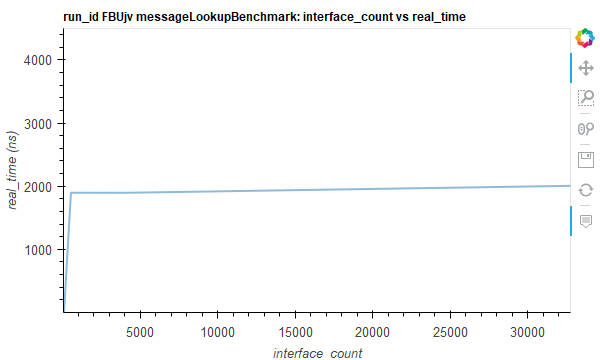 run_id FBUjv messageLookupBenchmark: interface_count vs real_time
real_time (ns)
4000
3000
2000
1000
5000 10000 15000 20000 25000 30000
interface_count